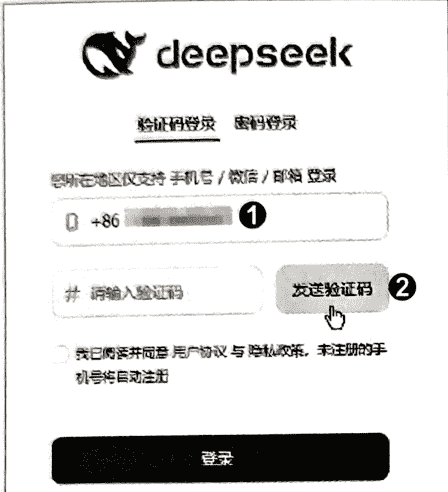 deepseek
验证码登录 密码登录
您所在地区仅支持 手机号 / 微信 / 邮箱 登录
+86 ❶
# 请输入验证码 发送验证码 ❷
我已阅读并同意 用户协议 与 隐私政策，未注册的手
机号将自动注册
登录